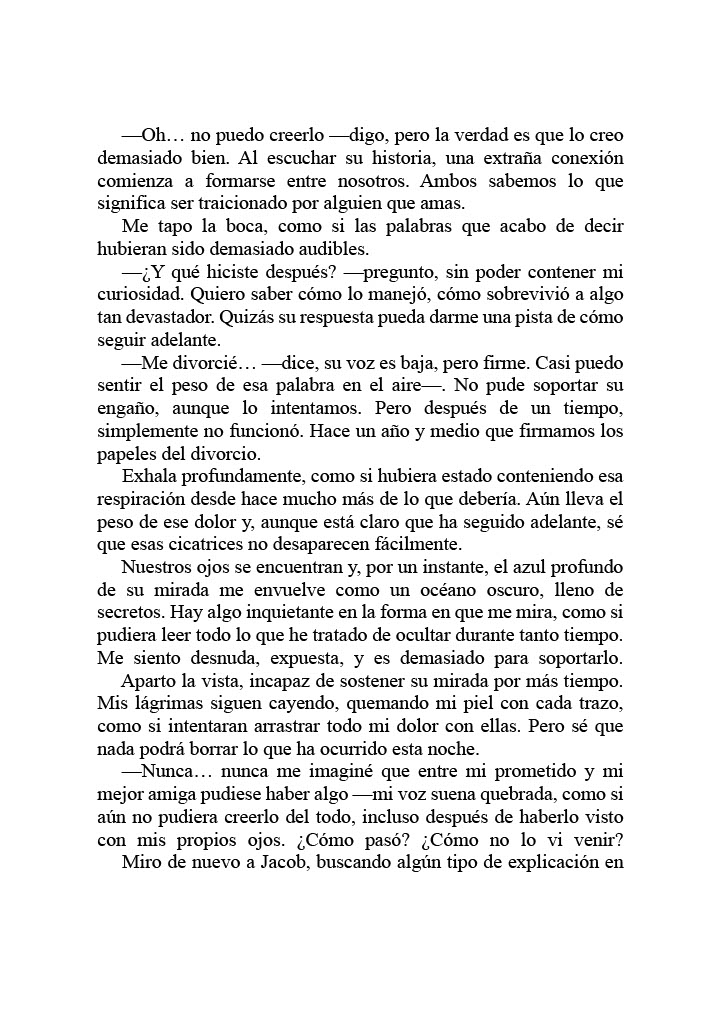 —Oh… no puedo creerlo —digo, pero la verdad es que lo creo
demasiado bien. Al escuchar su historia, una extraña conexión
comienza a formarse entre nosotros. Ambos sabemos lo que
significa ser traicionado por alguien que amas.
Me tapo la boca, como si las palabras que acabo de decir
hubieran sido demasiado audibles.
—¿Y qué hiciste después? —pregunto, sin poder contener mi
curiosidad. Quiero saber cómo lo manejó, cómo sobrevivió a algo
tan devastador. Quizás su respuesta pueda darme una pista de cómo
seguir adelante.
—Me divorcié… —dice, su voz es baja, pero firme. Casi puedo
sentir el peso de esa palabra en el aire—. No pude soportar su
engaño, aunque lo intentamos. Pero después de un tiempo,
simplemente no funcionó. Hace un año y medio que firmamos los
papeles del divorcio.
Exhala profundamente, como si hubiera estado conteniendo esa
respiración desde hace mucho más de lo que debería. Aún lleva el
peso de ese dolor y, aunque está claro que ha seguido adelante, sé
que esas cicatrices no desaparecen fácilmente.
Nuestros ojos se encuentran y, por un instante, el azul profundo
de su mirada me envuelve como un océano oscuro, lleno de
secretos. Hay algo inquietante en la forma en que me mira, como si
pudiera leer todo lo que he tratado de ocultar durante tanto tiempo.
Me siento desnuda, expuesta, y es demasiado para soportarlo.
Aparto la vista, incapaz de sostener su mirada por más tiempo.
Mis lágrimas siguen cayendo, quemando mi piel con cada trazo,
como si intentaran arrastrar todo mi dolor con ellas. Pero sé que
nada podrá borrar lo que ha ocurrido esta noche.
—Nunca… nunca me imaginé que entre mi prometido y mi
mejor amiga pudiese haber algo —mi voz suena quebrada, como si
aún no pudiera creerlo del todo, incluso después de haberlo visto
con mis propios ojos. ¿Cómo pasó? ¿Cómo no lo vi venir?
Miro de nuevo a Jacob, buscando algún tipo de explicación en